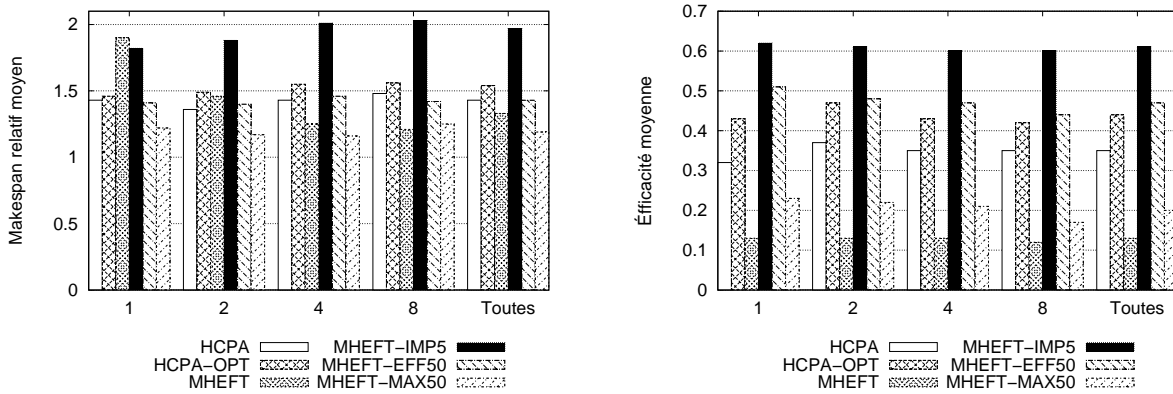 Makespan relatif moyen
2
1.5
1
0.5
0
1 2 4 8 Toutes
HCPA MHEFT−IMP5
HCPA−OPT MHEFT−EFF50
MHEFT MHEFT−MAX50
Éfficacité moyenne
0.7
0.6
0.5
0.4
0.3
0.2
0.1
0
1 2 4 8 Toutes
HCPA MHEFT−IMP5
HCPA−OPT MHEFT−EFF50
MHEFT MHEFT−MAX50